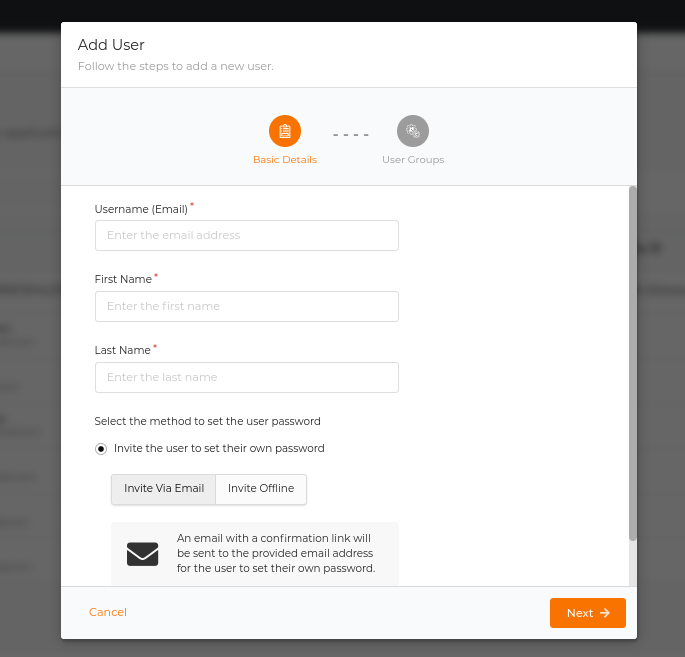 Add User
Follow the steps to add a new user.
Basic Details
User Groups
Username (Email) *
Enter the email address
First Name *
Enter the first name
Last Name *
Enter the last name
Select the method to set the user password
Invite the user to set their own password
Invite Via Email
Invite Offline
An email with a confirmation link will
be sent to the provided email address
for the user to set their own password.
Cancel
Next